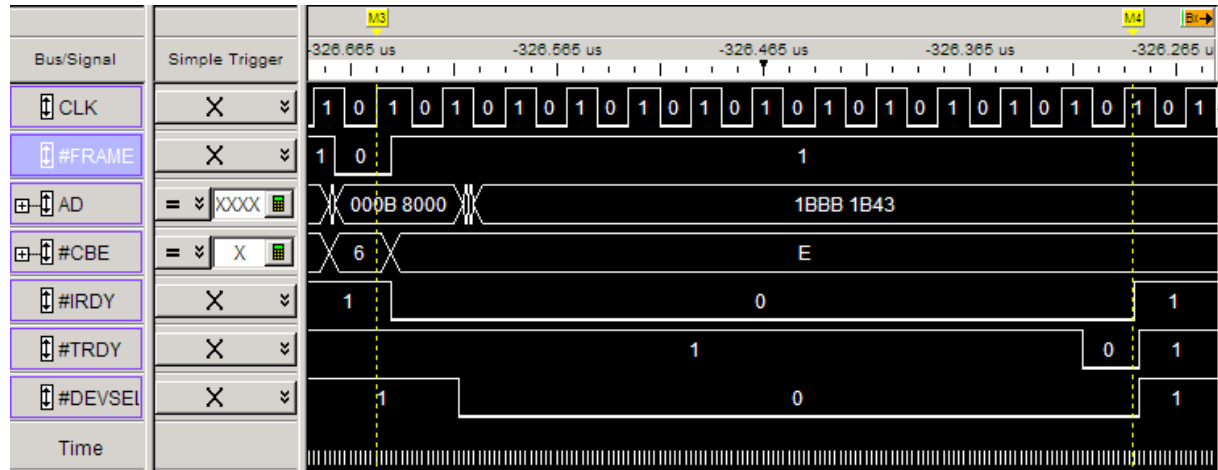 M3 M4 Bx
Bus/Signal Simple Trigger -326.665 us -326.565 us -326.465 us -326.365 us -326.265 u
CLK X 1 0 1 0 1 0 1 0 1 0 1 0 1 0 1 0 1 0 1 0 1 0 1 0 1 0 1 0 1
#FRAME X 1 0 1
AD = XXXX 000B 8000 1BBB 1B43
#CBE = X 6 E
#IRDY X 1 0 1
#TRDY X 1 0 1
#DEVSEL X 1 0 1
Time